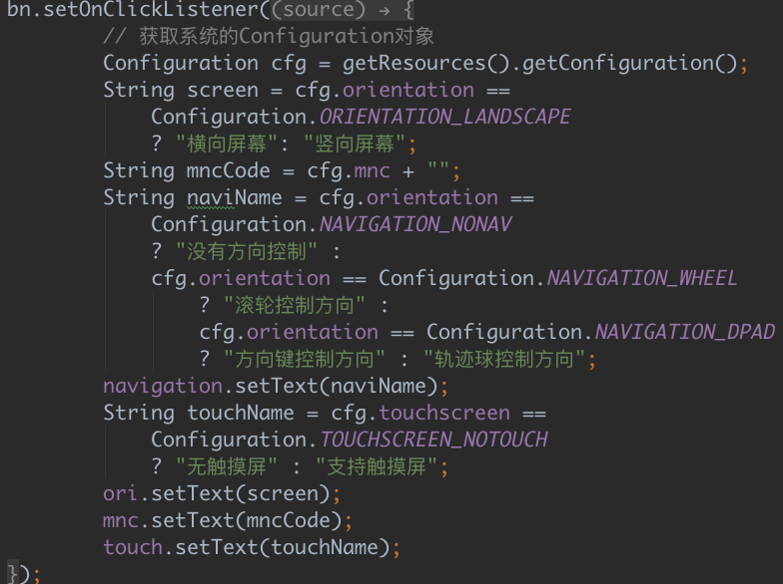 bn.setOnClickListener((source) → {
// 获取系统的Configuration对象
Configuration cfg = getResources().getConfiguration();
String screen = cfg.orientation ==
Configuration.ORIENTATION_LANDSCAPE
? "横向屏幕": "竖向屏幕";
String mncCode = cfg.mnc + "";
String naviName = cfg.orientation ==
Configuration.NAVIGATION_NONAV
? "没有方向控制" :
cfg.orientation == Configuration.NAVIGATION_WHEEL
? "滚轮控制方向" :
cfg.orientation == Configuration.NAVIGATION_DPAD
? "方向键控制方向" : "轨迹球控制方向";
navigation.setText(naviName);
String touchName = cfg.touchscreen ==
Configuration.TOUCHSCREEN_NOTOUCH
? "无触摸屏" : "支持触摸屏";
ori.setText(screen);
mnc.setText(mncCode);
touch.setText(touchName);
});